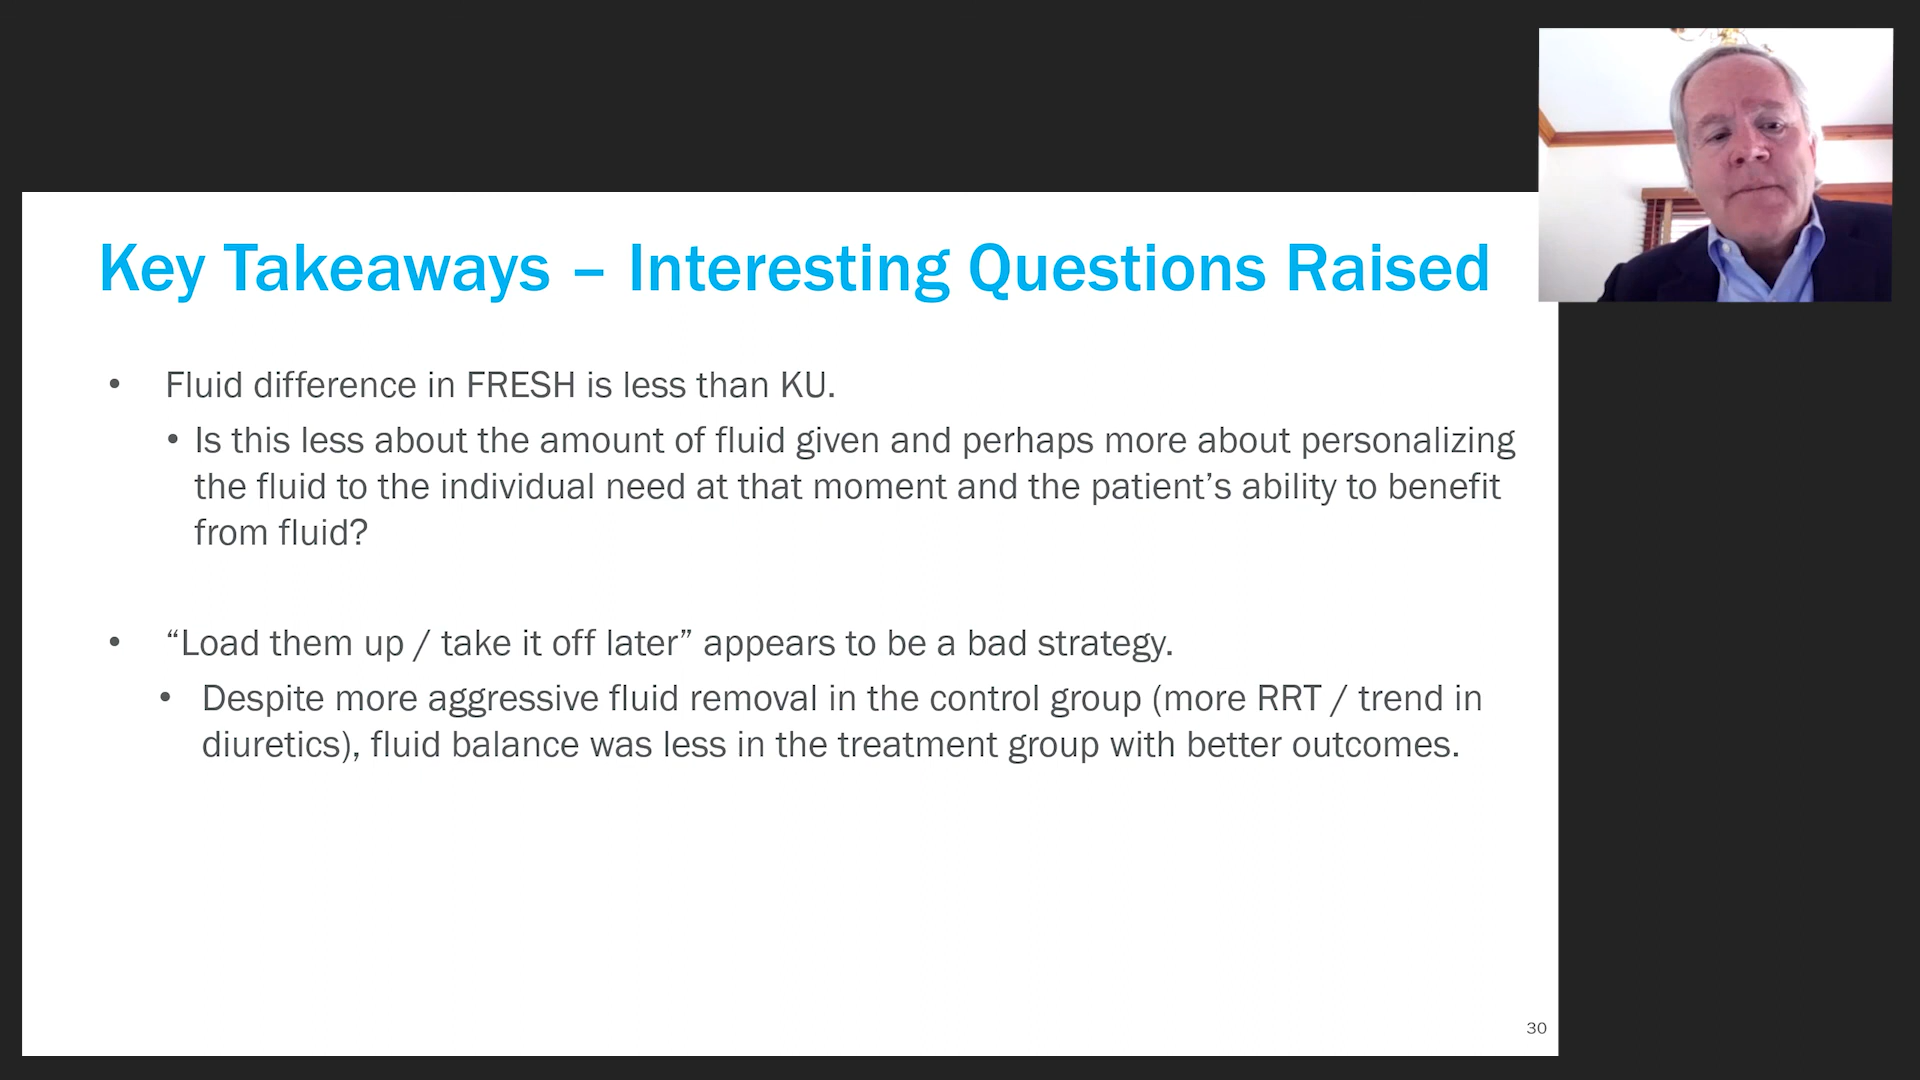 Key Takeaways – Interesting Questions Raised
• Fluid difference in FRESH is less than KU.
• Is this less about the amount of fluid given and perhaps more about personalizing
the fluid to the individual need at that moment and the patient’s ability to benefit
from fluid?
• “Load them up / take it off later” appears to be a bad strategy.
• Despite more aggressive fluid removal in the control group (more RRT / trend in
diuretics), fluid balance was less in the treatment group with better outcomes.
30